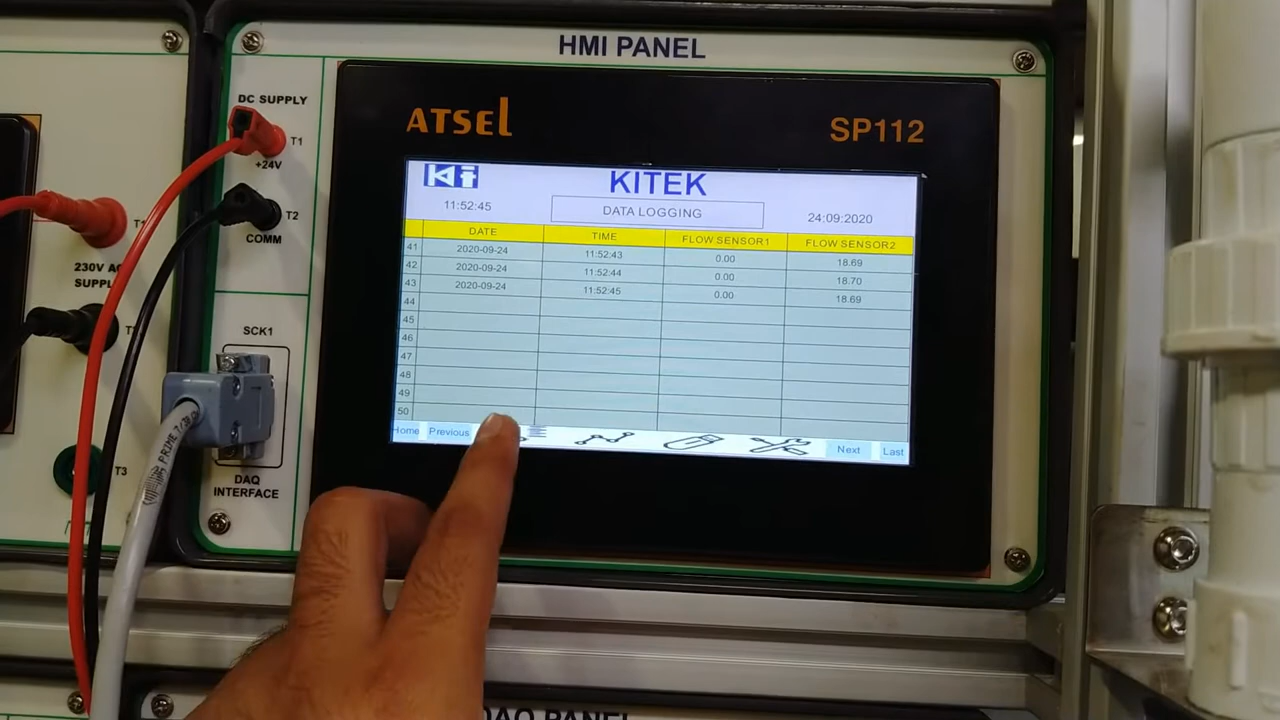 HMI PANEL
DC SUPPLY
T1
+24V
T2
COMM
230V AC
SCK1
T3
DAQ
INTERFACE
PRIME
ATSEL
SP112
KITEK
11:52:45
DATA LOGGING
24:09:2020
DATE TIME FLOW SENSOR1 FLOW SENSOR2
41 2020-09-24 11:52:43 0.00 18.69
42 2020-09-24 11:52:44 0.00 18.70
43 2020-09-24 11:52:45 0.00 18.69
44
45
46
47
48
49
50
Home Previous Next Last
DAQ PANEL